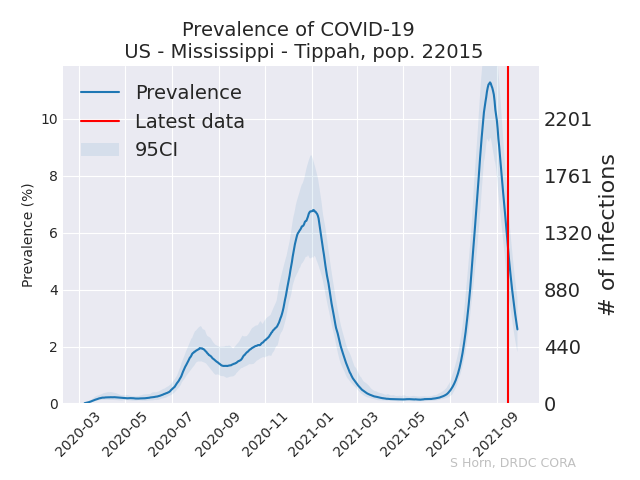 Prevalence of COVID-19
US - Mississippi - Tippah, pop. 22015
Prevalence
Latest data
95CI
Prevalence (%)
10
8
6
4
2
0
2201
1761
1320
880
440
0
# of infections
2020-03
2020-05
2020-07
2020-09
2020-11
2021-01
2021-03
2021-05
2021-07
2021-09
S Horn, DRDC CORA